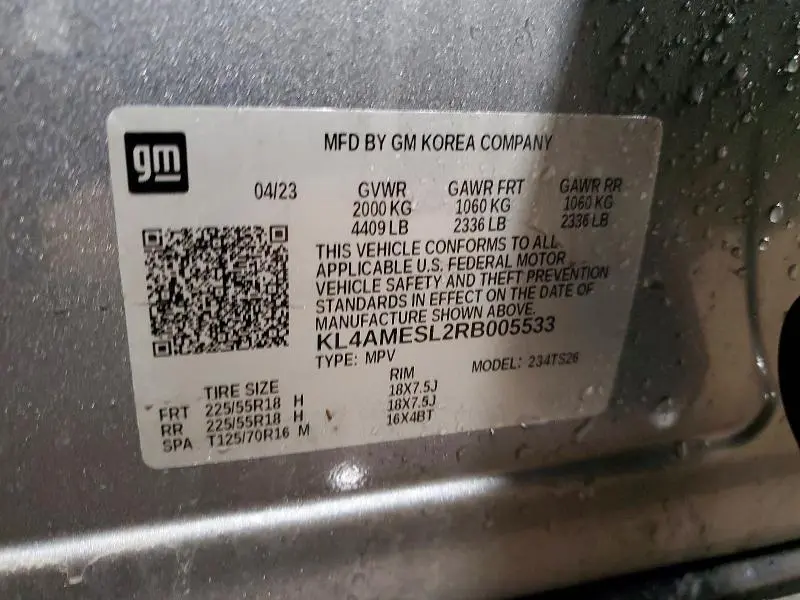 gm
MFD BY GM KOREA COMPANY
04/23 GVWR GAWR FRT GAWR RR
2000 KG 1060 KG 1060 KG
4409 LB 2336 LB 2336 LB
THIS VEHICLE CONFORMS TO ALL
APPLICABLE U.S. FEDERAL MOTOR
VEHICLE SAFETY AND THEFT PREVENTION
STANDARDS IN EFFECT ON THE DATE OF
MANUFACTURE SHOWN ABOVE.
KL4AMESL2RB005533
TYPE: MPV MODEL: 234TS26
TIRE SIZE RIM
FRT 225/55R18 H 18X7.5J
RR 225/55R18 H 18X7.5J
SPA T125/70R16 M 16X4BT